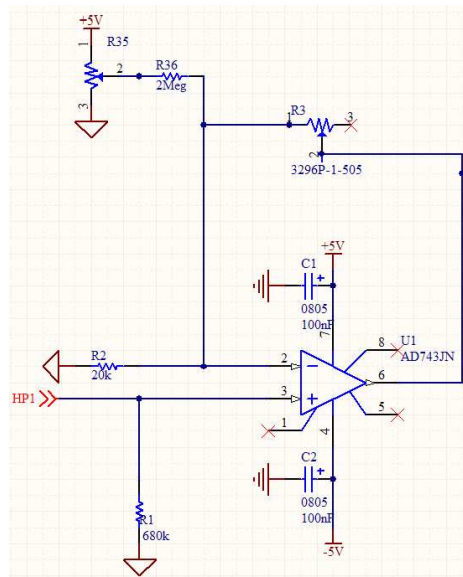 +5V
R35
1
2
R36
2Meg
3
R3
1
3
2
3296P-1-505
+5V
C1
+
0805
100nF
7
8
U1
AD743JN
R2
20k
2
6
HP1
3
1
5
4
C2
+
0805
100nF
R1
680k
-5V